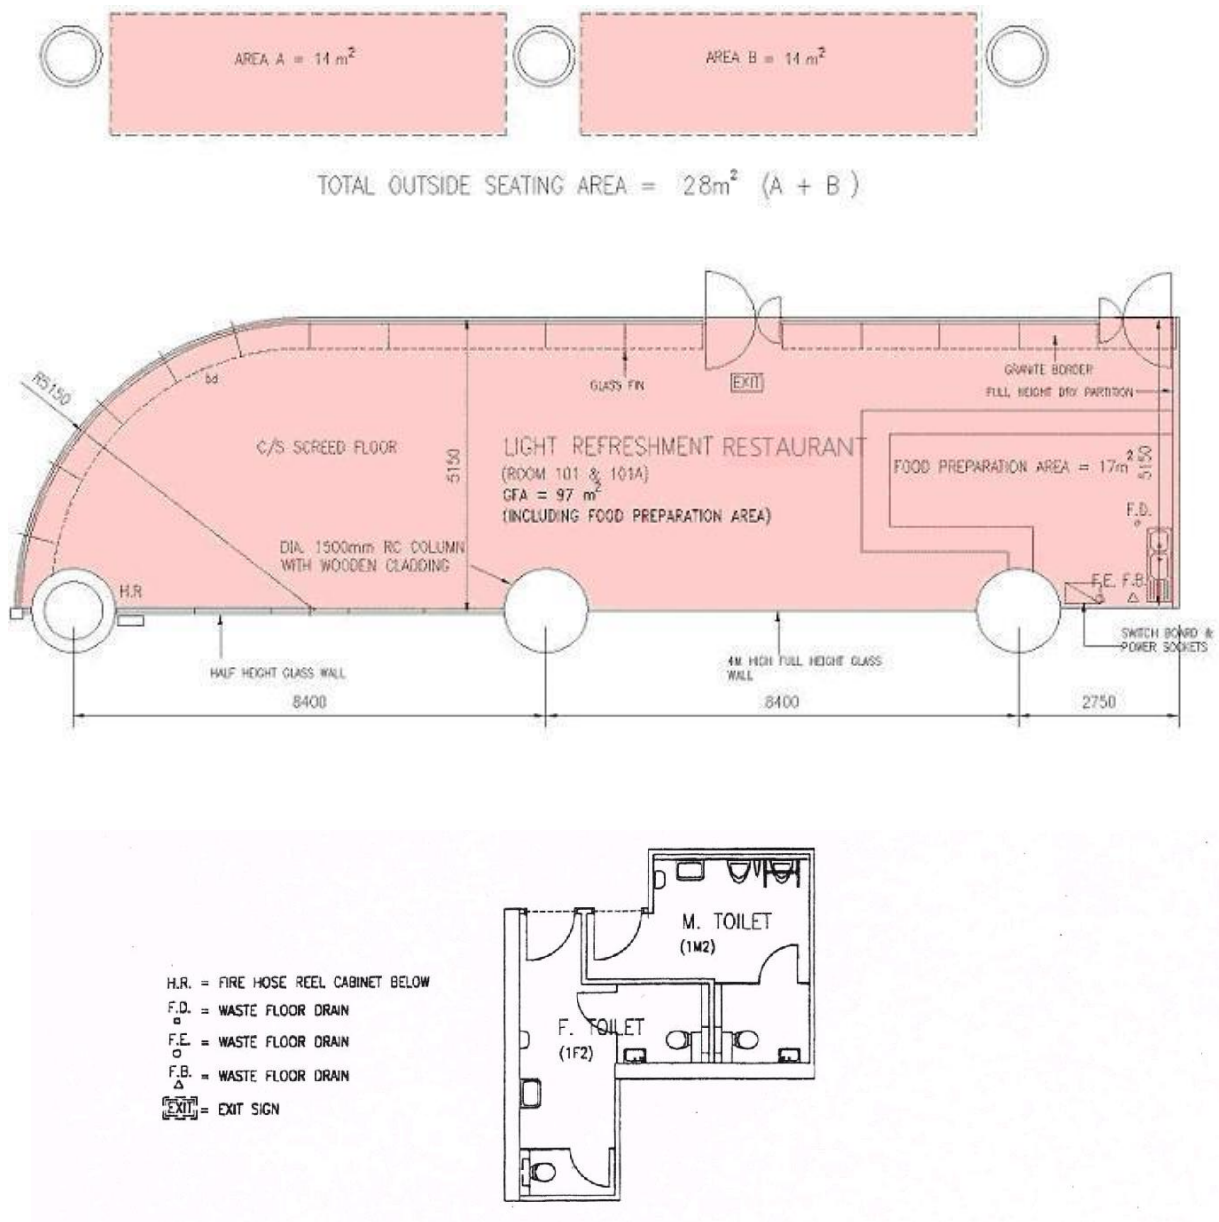 AREA A = 14 m²
AREA B = 14 m²
TOTAL OUTSIDE SEATING AREA = 28m² (A + B )
R5150
GLASS FIN
EXIT
GRANITE BORDER
FULL HEIGHT DRY PARTITION
C/S SCREED FLOOR
5150
LIGHT REFRESHMENT RESTAURANT
(ROOM 101 & 101A)
GFA = 97 m²
(INCLUDING FOOD PREPARATION AREA)
FOOD PREPARATION AREA = 17m²
5150
F.D.
DIA. 1500mm RC COLUMN
WITH WOODEN CLADDING
H.R
F.E. F.B.
SWITCH BOARD &
POWER SOCKETS
HALF HEIGHT GLASS WALL
4M HIGH FULL HEIGHT GLASS
WALL
8400
8400
2750
M. TOILET
(1M2)
F. TOILET
(1F2)
H.R. = FIRE HOSE REEL CABINET BELOW
F.D. = WASTE FLOOR DRAIN
F.E. = WASTE FLOOR DRAIN
F.B. = WASTE FLOOR DRAIN
EXIT = EXIT SIGN